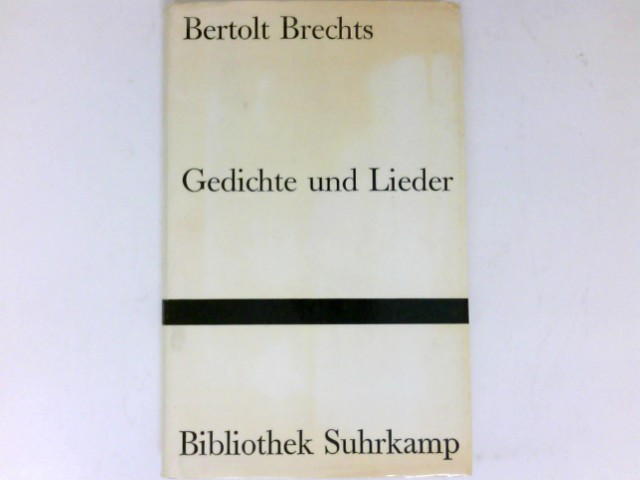 Bertolt Brechts
Gedichte und Lieder
Bibliothek Suhrkamp